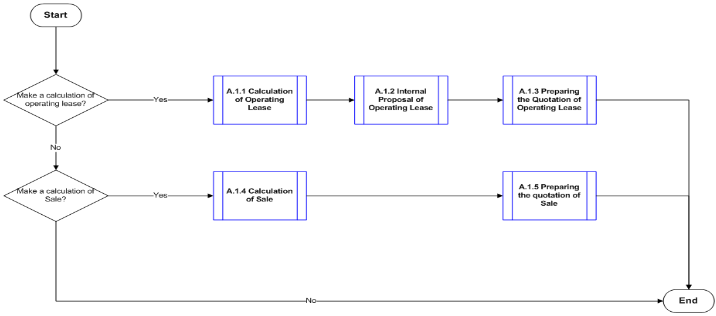 Start
Make a calculation of
operating lease?
Yes
A.1.1 Calculation
of Operating
Lease
A.1.2 Internal
Proposal of
Operating Lease
A.1.3 Preparing
the Quotation of
Operating Lease
No
Make a calculation of
Sale?
Yes
A.1.4 Calculation
of Sale
A.1.5 Preparing
the quotation of
Sale
No
End